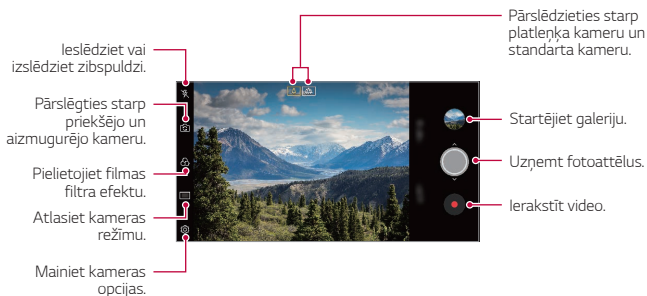 Ieslēdziet vai
izslēdziet zibspuldzi.
Pārslēgties starp
priekšējo un
aizmugurējo kameru.
Pielietojiet filmas
filtra efektu.
Atlasiet kameras
režīmu.
Mainiet kameras
opcijas.
Pārslēdzieties starp
platleņķa kameru un
standarta kameru.
Startējiet galeriju.
Uzņemt fotoattēlus.
Ierakstīt video.